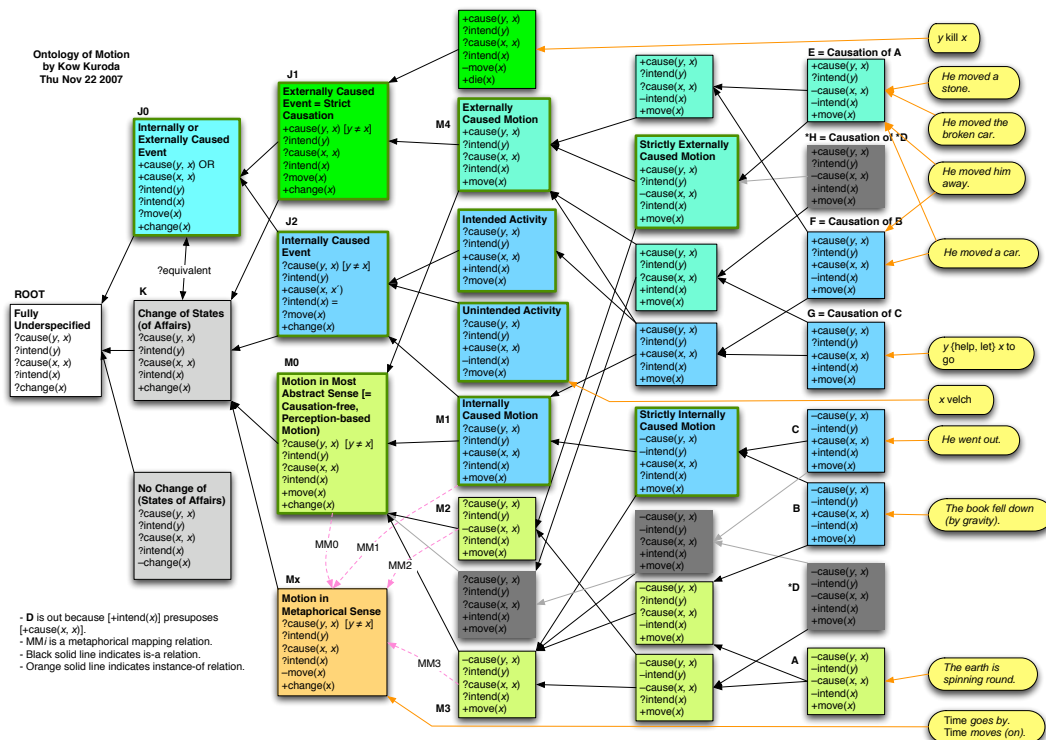 Ontology of Motion
by Kow Kuroda
Thu Nov 22 2007
ROOT
Fully
Underspecified
?cause(y, x)
?intend(y)
?cause(x, x)
?intend(x)
?change(x)
J0
Internally or
Externally Caused
Event
+cause(y, x) OR
+cause(x, x)
?intend(y)
?intend(x)
?move(x)
+change(x)
?equivalent
K
Change of States
(of Affairs)
?cause(y, x)
?intend(y)
?cause(x, x)
?intend(x)
+change(x)
No Change of
(States of Affairs)
?cause(y, x)
?intend(y)
?cause(x, x)
?intend(x)
–change(x)
- D is out because [+intend(x)] presuposes
[+cause(x, x)].
- MMi is a metaphorical mapping relation.
- Black solid line indicates is-a relation.
- Orange solid line indicates instance-of relation.
J1
Externally Caused
Event = Strict
Causation
+cause(y, x) [y ≠ x]
?intend(y)
?cause(x, x)
?intend(x)
?move(x)
+change(x)
J2
Internally Caused
Event
?cause(y, x) [y ≠ x]
?intend(y)
+cause(x, x´)
?intend(x) =
?move(x)
+change(x)
M0
Motion in Most
Abstract Sense [=
Causation-free,
Perception-based
Motion)
?cause(y, x) [y ≠ x]
?intend(y)
?cause(x, x)
?intend(x)
+move(x)
+change(x)
MM0
MM1
MM2
MM3
Mx
Motion in
Metaphorical Sense
?cause(y, x) [y ≠ x]
?intend(y)
?cause(x, x)
?intend(x)
–move(x)
+change(x)
+cause(y, x)
?intend(y)
?cause(x, x)
?intend(x)
–move(x)
+die(x)
M4
Externally
Caused Motion
+cause(y, x)
?intend(y)
?cause(x, x)
?intend(x)
+move(x)
Intended Activity
?cause(y, x)
?intend(y)
+cause(x, x)
+intend(x)
?move(x)
Unintended Activity
?cause(y, x)
?intend(y)
+cause(x, x)
–intend(x)
?move(x)
M1
Internally
Caused Motion
?cause(y, x)
?intend(y)
+cause(x, x)
?intend(x)
+move(x)
M2
?cause(y, x)
?intend(y)
–cause(x, x)
?intend(x)
+move(x)
?cause(y, x)
?intend(y)
?cause(x, x)
+intend(x)
+move(x)
M3
–cause(y, x)
?intend(y)
?cause(x, x)
?intend(x)
+move(x)
+cause(y, x)
?intend(y)
?cause(x, x)
–intend(x)
+move(x)
Strictly Externally
Caused Motion
+cause(y, x)
?intend(y)
–cause(x, x)
?intend(x)
+move(x)
+cause(y, x)
?intend(y)
?cause(x, x)
+intend(x)
+move(x)
+cause(y, x)
?intend(y)
+cause(x, x)
?intend(x)
+move(x)
Strictly Internally
Caused Motion
–cause(y, x)
–intend(y)
+cause(x, x)
?intend(x)
+move(x)
–cause(y, x)
–intend(y)
?cause(x, x)
+intend(x)
+move(x)
–cause(y, x)
?intend(y)
?cause(x, x)
–intend(x)
+move(x)
–cause(y, x)
–intend(y)
–cause(x, x)
?intend(x)
+move(x)
E = Causation of A
+cause(y, x)
?intend(y)
–cause(x, x)
–intend(x)
+move(x)
*H = Causation of *D
+cause(y, x)
?intend(y)
–cause(x, x)
+intend(x)
+move(x)
F = Causation of B
+cause(y, x)
?intend(y)
+cause(x, x)
–intend(x)
+move(x)
G = Causation of C
+cause(y, x)
?intend(y)
+cause(x, x)
+intend(x)
+move(x)
C
–cause(y, x)
–intend(y)
+cause(x, x)
+intend(x)
+move(x)
B
–cause(y, x)
–intend(y)
+cause(x, x)
–intend(x)
+move(x)
*D
–cause(y, x)
–intend(y)
–cause(x, x)
+intend(x)
+move(x)
A
–cause(y, x)
–intend(y)
–cause(x, x)
–intend(x)
+move(x)
y kill x
He moved a
stone.
He moved the
broken car.
He moved him
away.
He moved a car.
y {help, let} x to
go
x velch
He went out.
The book fell down
(by gravity).
The earth is
spinning round.
Time goes by.
Time moves (on).